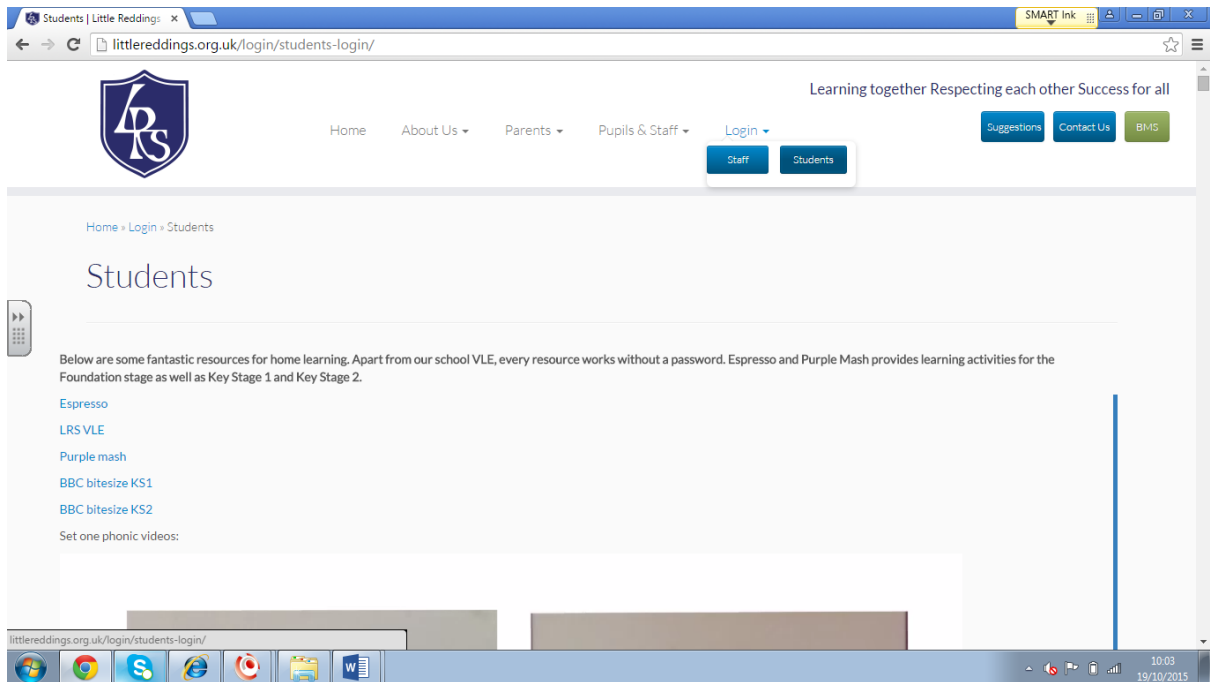 Students | Little Reddings
SMART Ink
littlereddings.org.uk/login/students-login/
Learning together Respecting each other Success for all
LRS
Home About Us Parents Pupils & Staff Login
Suggestions Contact Us BMS
Staff Students
Home » Login » Students
Students
Below are some fantastic resources for home learning. Apart from our school VLE, every resource works without a password. Espresso and Purple Mash provides learning activities for the
Foundation stage as well as Key Stage 1 and Key Stage 2.
Espresso
LRS VLE
Purple mash
BBC bitesize KS1
BBC bitesize KS2
Set one phonic videos:
littlereddings.org.uk/login/students-login/
10:03
19/10/2015